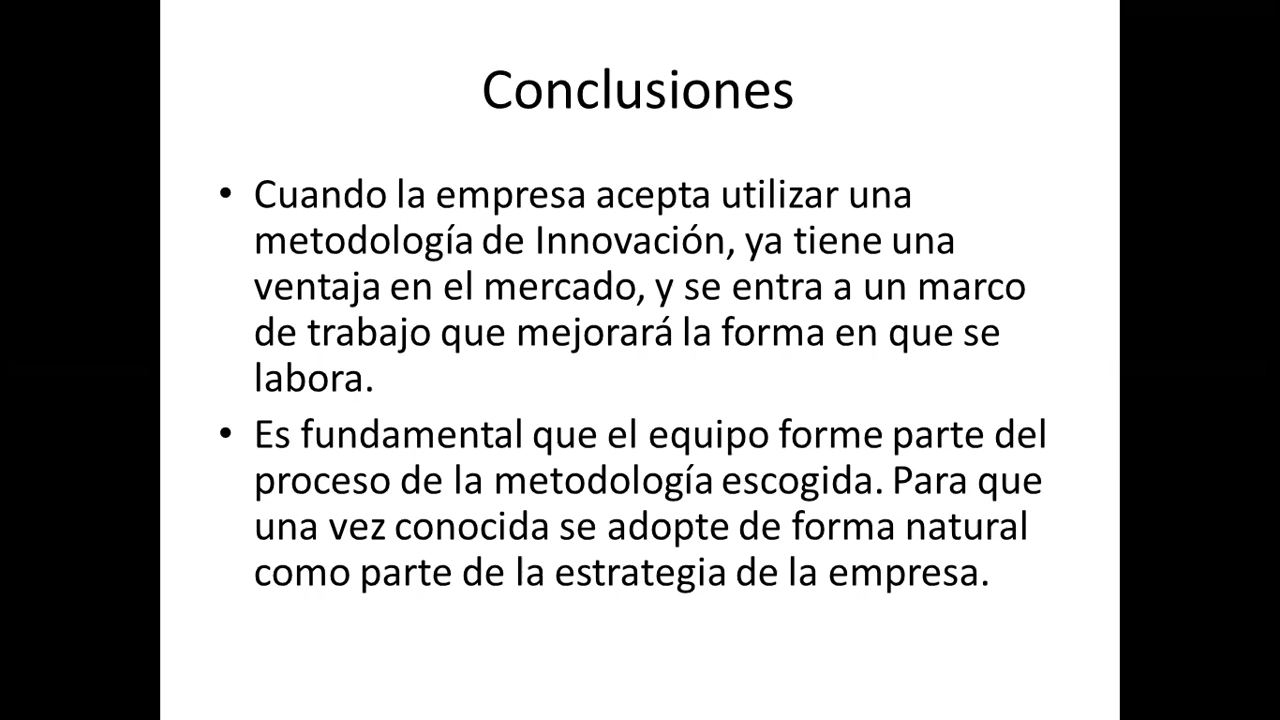 Conclusiones
• Cuando la empresa acepta utilizar una
metodología de Innovación, ya tiene una
ventaja en el mercado, y se entra a un marco
de trabajo que mejorará la forma en que se
labora.
• Es fundamental que el equipo forme parte del
proceso de la metodología escogida. Para que
una vez conocida se adopte de forma natural
como parte de la estrategia de la empresa.